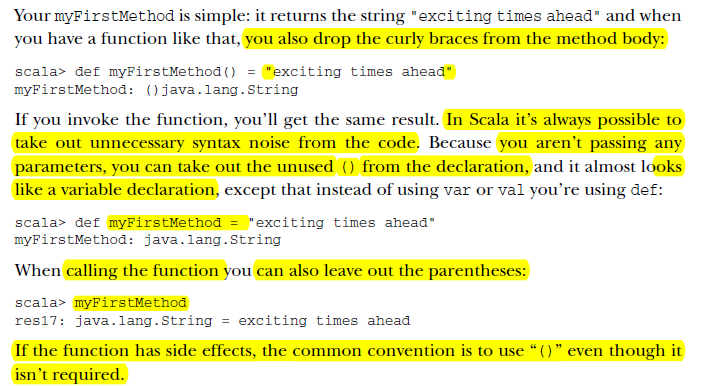 Your myFirstMethod is simple: it returns the string "exciting times ahead" and when
you have a function like that, you also drop the curly braces from the method body:
scala> def myFirstMethod() = "exciting times ahead"
myFirstMethod: ()java.lang.String
If you invoke the function, you'll get the same result. In Scala it's always possible to
take out unnecessary syntax noise from the code. Because you aren't passing any
parameters, you can take out the unused () from the declaration, and it almost looks
like a variable declaration, except that instead of using var or val you're using def:
scala> def myFirstMethod = "exciting times ahead"
myFirstMethod: java.lang.String
When calling the function you can also leave out the parentheses:
scala> myFirstMethod
res17: java.lang.String = exciting times ahead
If the function has side effects, the common convention is to use “()” even though it
isn't required.